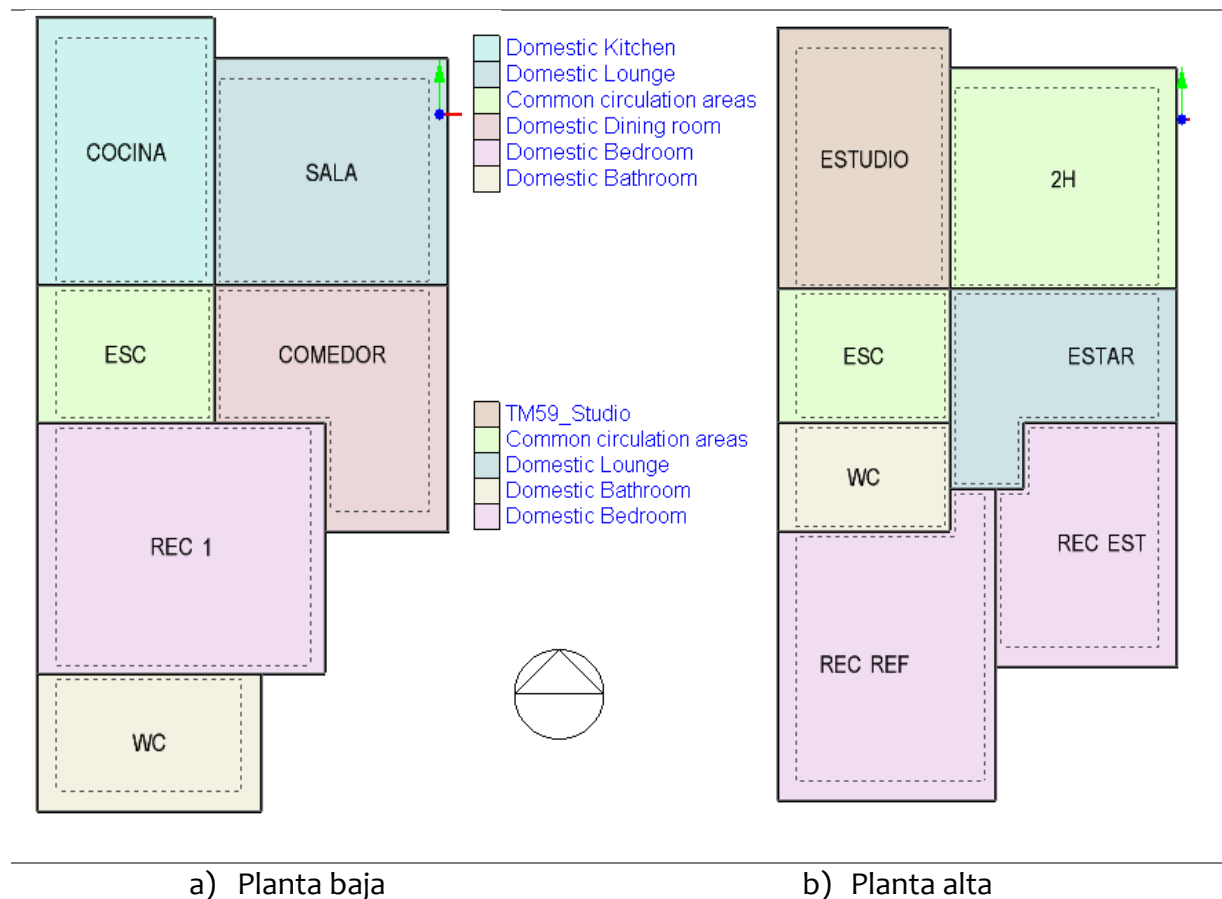 COCINA
SALA
ESC
COMEDOR
REC 1
WC
Domestic Kitchen
Domestic Lounge
Common circulation areas
Domestic Dining room
Domestic Bedroom
Domestic Bathroom
TM59_Studio
Common circulation areas
Domestic Lounge
Domestic Bathroom
Domestic Bedroom
ESTUDIO
2H
ESC
ESTAR
WC
REC EST
REC REF
a) Planta baja
b) Planta alta